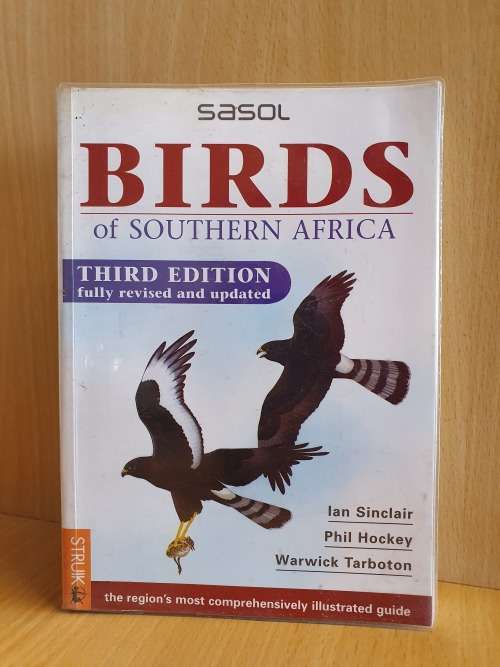 sasol
BIRDS
of SOUTHERN AFRICA
THIRD EDITION
fully revised and updated
Ian Sinclair
Phil Hockey
Warwick Tarboton
STRUIK
the region's most comprehensively illustrated guide